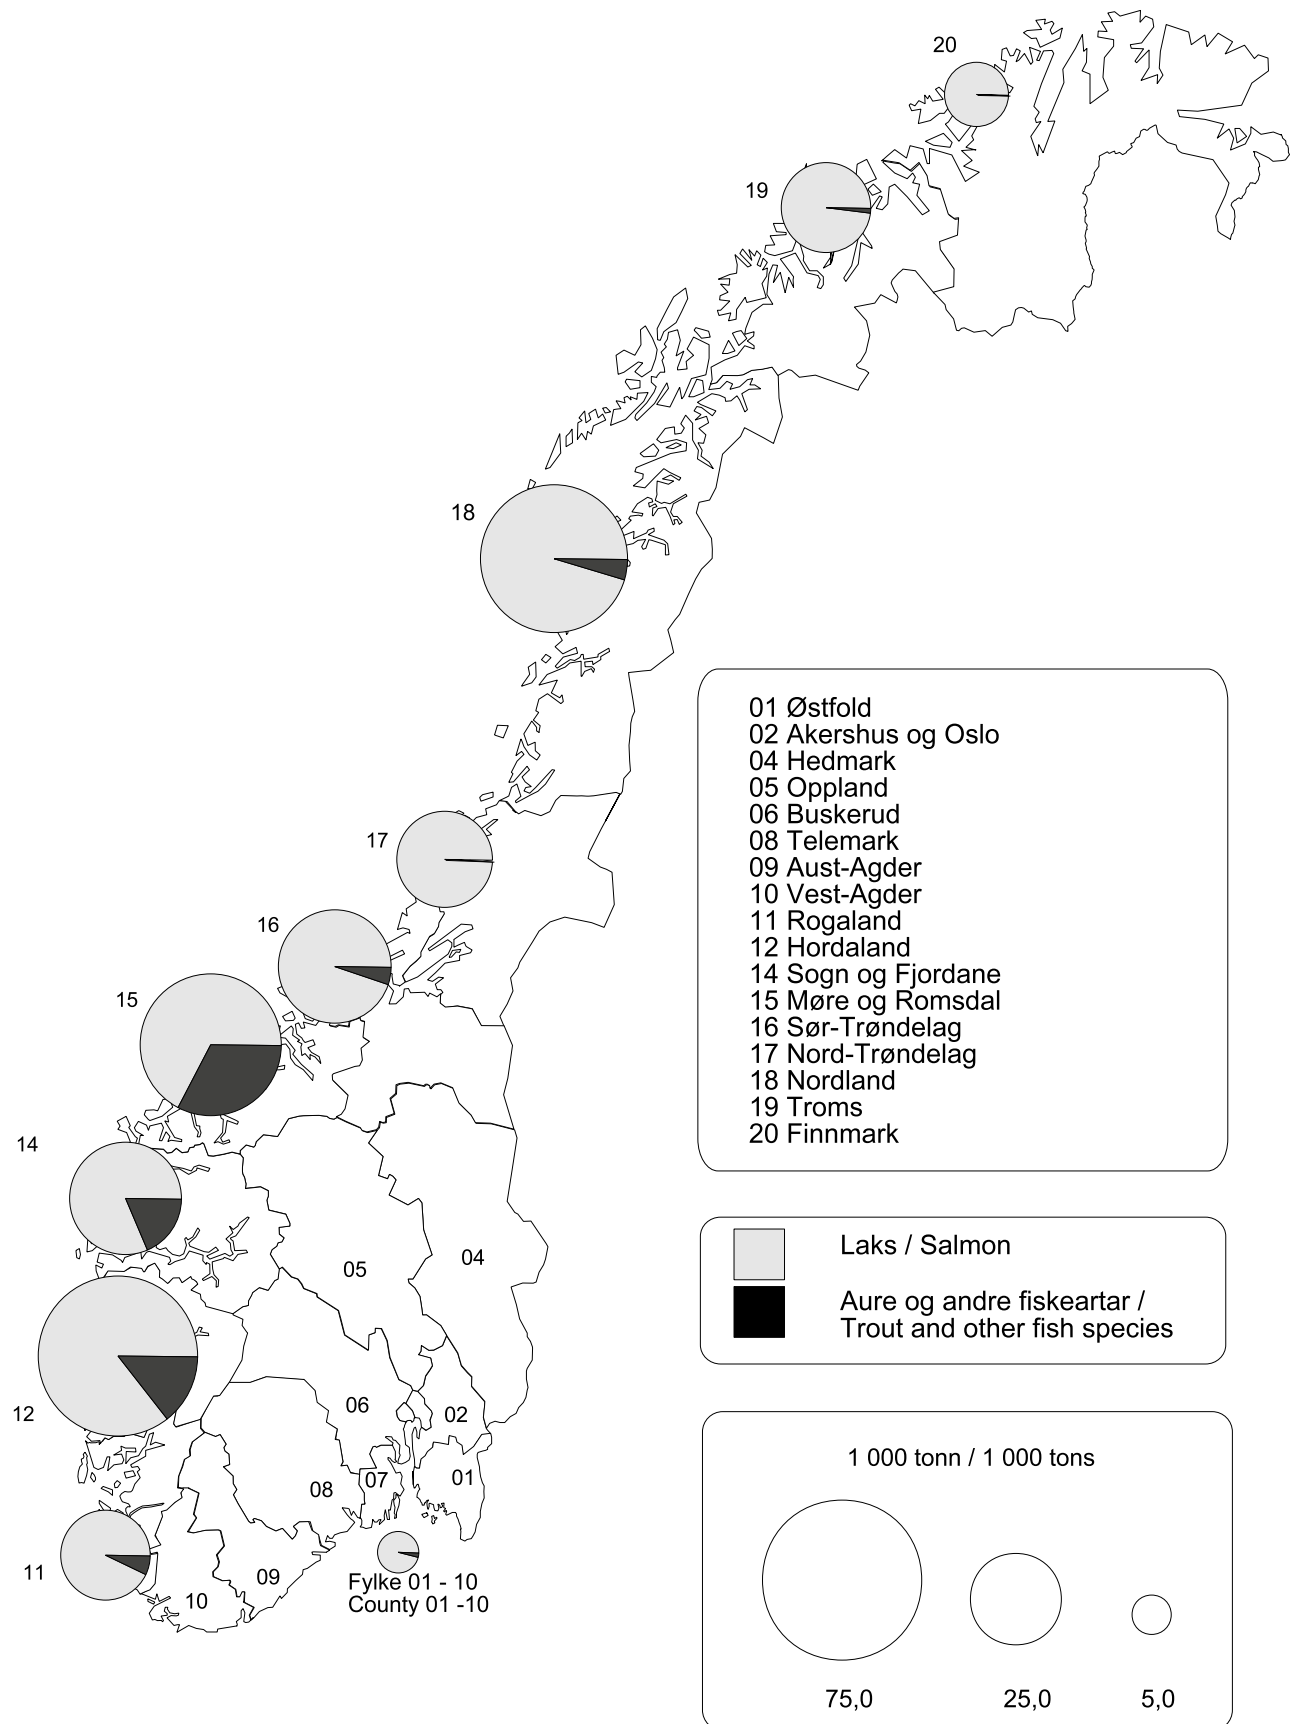 20
19
18
17
16
15
14
12
11
05
04
06
02
08
07
01
09
10
Fylke 01 - 10
County 01 -10
01 Østfold
02 Akershus og Oslo
04 Hedmark
05 Oppland
06 Buskerud
08 Telemark
09 Aust-Agder
10 Vest-Agder
11 Rogaland
12 Hordaland
14 Sogn og Fjordane
15 Møre og Romsdal
16 Sør-Trøndelag
17 Nord-Trøndelag
18 Nordland
19 Troms
20 Finnmark
Laks / Salmon
Aure og andre fiskeartar /
Trout and other fish species
1 000 tonn / 1 000 tons
75,0 25,0 5,0